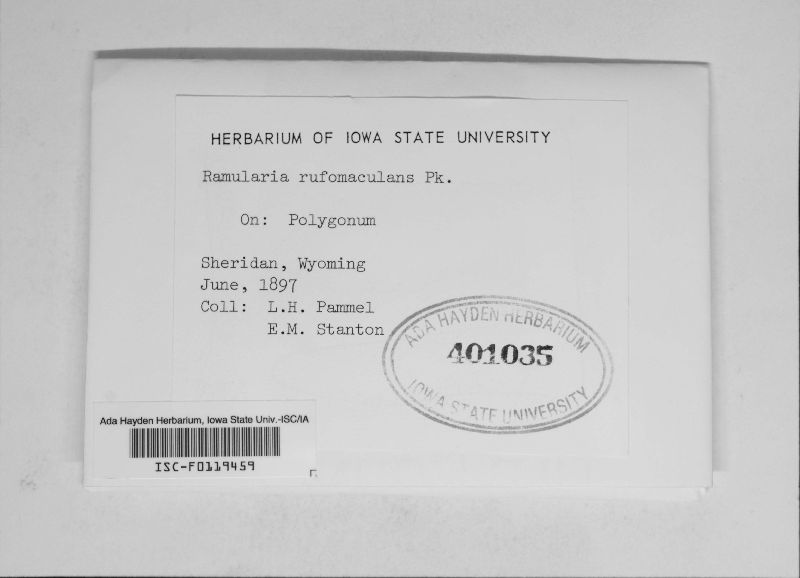 HERBARIUM OF IOWA STATE UNIVERSITY
Ramularia rufomaculans Pk.
On: Polygonum
Sheridan, Wyoming
June, 1897
Coll: L.H. Pammel
E.M. Stanton
ADA HAYDEN HERBARIUM
401035
IOWA STATE UNIVERSITY
Ada Hayden Herbarium, Iowa State Univ.-ISC/IA
ISC-F0119459